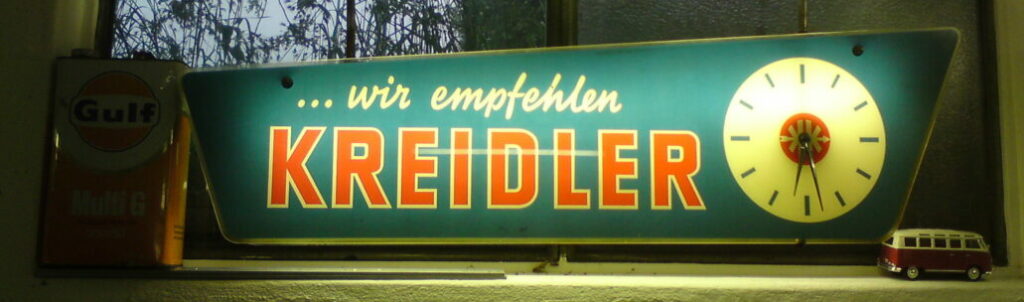 Gulf
Multi G
... wir empfehlen
KREIDLER